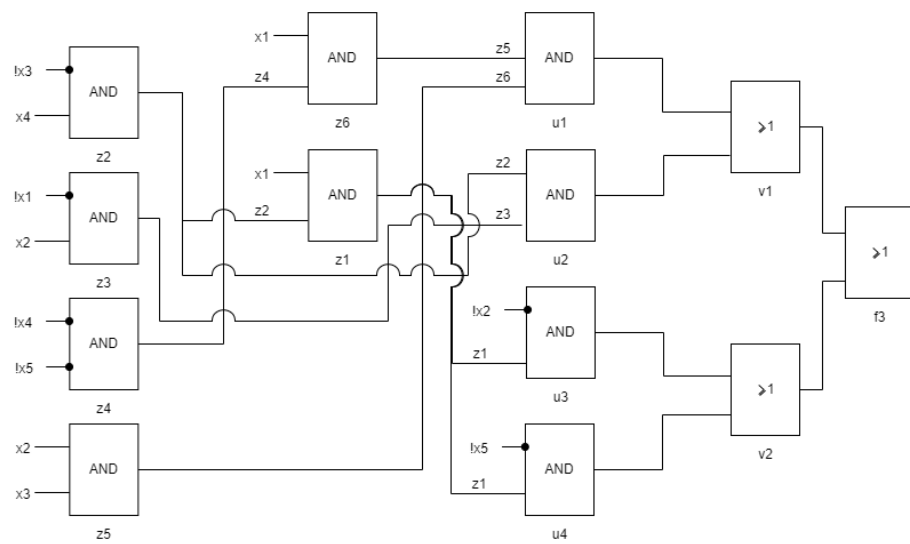 x1
AND
z6
z4
z5
z6
AND
u1
!x3
x4
AND
z2
x1
z2
AND
z1
z2
z3
AND
u2
⩾1
v1
!x1
x2
AND
z3
⩾1
f3
!x4
!x5
AND
z4
!x2
z1
AND
u3
⩾1
v2
x2
x3
AND
z5
!x5
z1
AND
u4